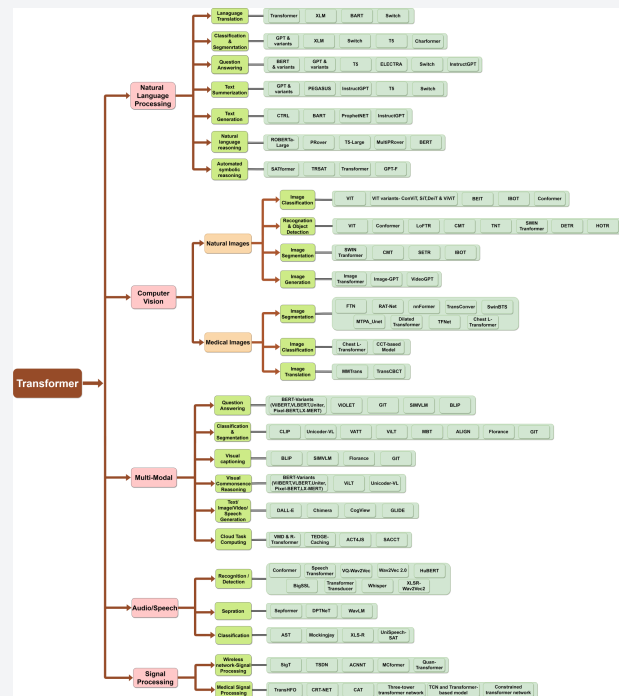 Lanaguage
Translation
Transformer XLM BART Switch
Classification
&
Segmenrtation
GPT &
variants XLM Switch T5 Charformer
Question
Answering
BERT
& variants GPT &
variants T5 ELECTRA Switch InstructGPT
Natural
Language
Processing
Text
Summarization
GPT &
variants PEGASUS InstructGPT T5 Switch
Text
Generation
CTRL BART ProphetNET InstructGPT
Natural
language
reasoning
ROBERTa-
Large PRover T5-Large MultiPRover BERT
Automated
symbolic
reasoning
SATformer TRSAT Transformer GPT-F
Image
Classification
ViT ViT variants- ConViT, SiT,DeiT & ViViT BEIT IBOT Conformer
Recognation
& Object
Detection
ViT Conformer LoFTR CMT TNT SWIN
Tranformer DETR HOTR
Natural Images
Image
Segmentation
SWIN
Tranformer CMT SETR IBOT
Image
Generation
Image
Transformer Image-GPT VideoGPT
Computer
Vision
Image
Segmentation
FTN RAT-Net nnFormer TransConver SwinBTS
MTPA_Unet Dilated
Transformer TFNet Chest L-
Transformer
Medical Images
Image
Classification
Chest L-
Transformer CCT-based
Model
Image
Translation
MMTrans TransCBCT
Transformer
Question
Answering
BERT-Variants
(VilBERT,VLBERT,Uniter,
Pixel-BERT,LX-MERT) VIOLET GIT SIMVLM BLIP
Classification
&
Segmentation
CLIP Unicoder-VL VATT ViLT MBT ALIGN Florance GIT
Visual
captioning
BLIP SIMVLM Florance GIT
Multi-Modal
Visual
Commonsence
Reasoning
BERT-Variants
(VilBERT,VLBERT,Uniter,
Pixel-BERT,LX-MERT) ViLT Unicoder-VL
Text/
Image/Video/
Speech
Generation
DALL-E Chimera CogView GLIDE
Cloud Task
Computing
VMD & R-
Transformer TEDGE-
Caching ACT4JS SACCT
Recognition /
Detection
Conformer Speech
Transformer VQ-Wav2Vec Wav2Vec 2.0 HuBERT
BigSSL Transformer
Transducer Whisper XLSR-
Wav2Vec2
Audio/Speech
Sepration
Sepformer DPTNeT WavLM
Classification
AST Mockingjay XLS-R UniSpeech-
SAT
Signal
Processing
Wireless
network-Signal
Processing
SigT TSDN ACNNT MCformer Quan-
Transformer
Medical Signal
Processing
TransHFO CRT-NET CAT Three-tower
transformer network TCN and Transformer-
based model Constrained
transformer network